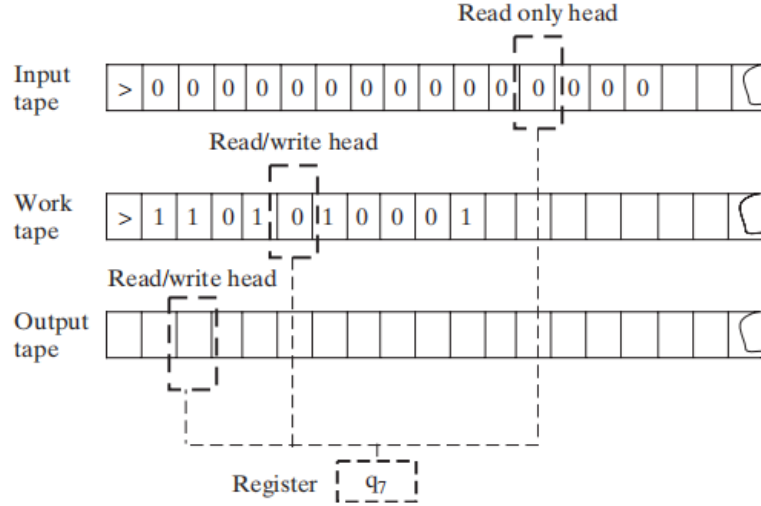 Read only head
Input tape
> 0 0 0 0 0 0 0 0 0 0 0 0 0 0 0
Read/write head
Work tape
> 1 1 0 1 0 1 0 0 0 1
Read/write head
Output tape
Register q7